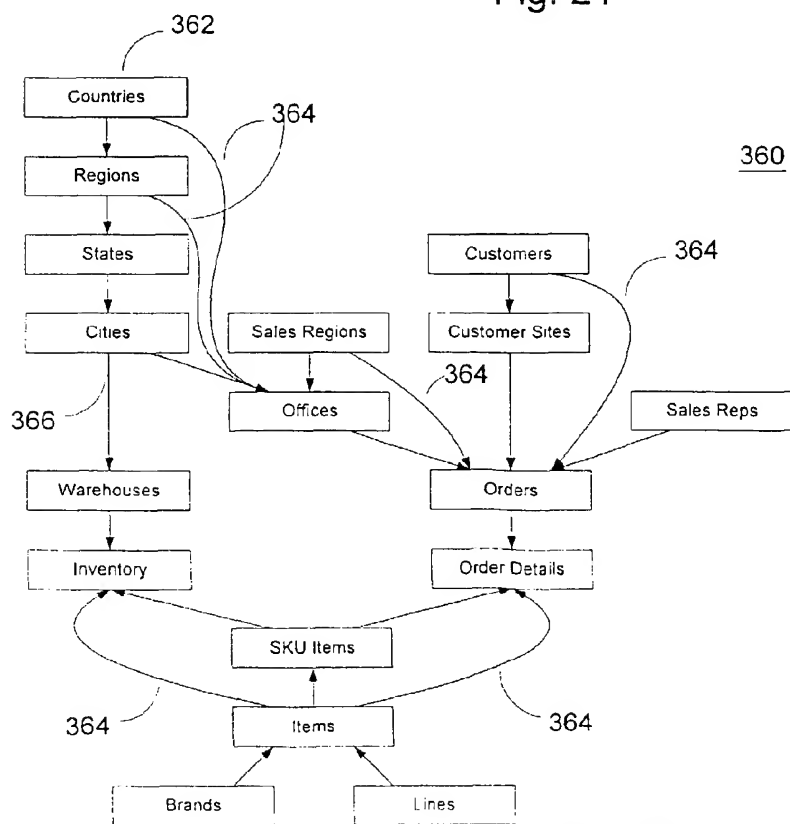 362
Countries
364
360
Regions
States
Customers
364
Cities
Sales Regions
Customer Sites
364
366
Offices
Sales Reps
Warehouses
Orders
Inventory
Order Details
SKU Items
364
364
Items
Brands
Lines